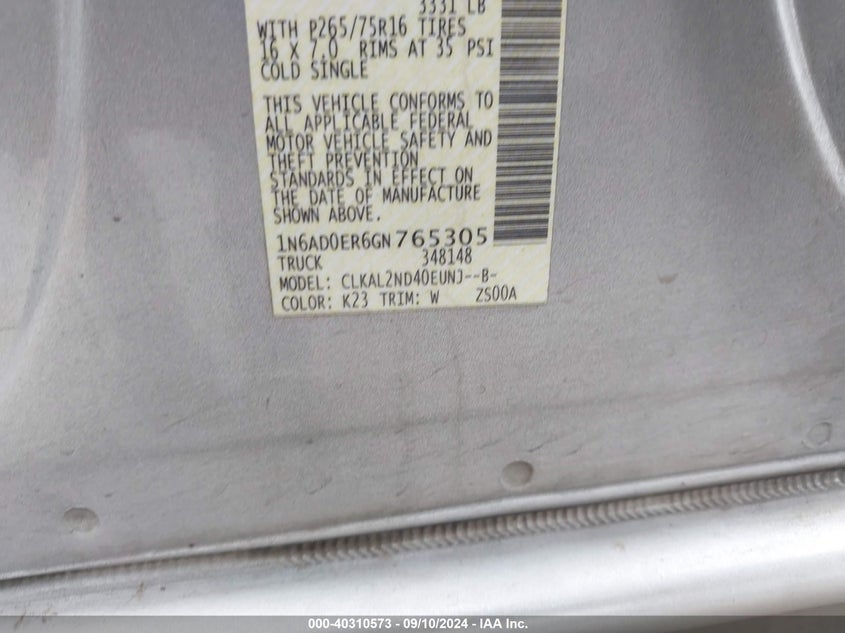 3331 LB
WITH P265/75R16 TIRES
16 X 7.0 RIMS AT 35 PSI
COLD SINGLE
THIS VEHICLE CONFORMS TO
ALL APPLICABLE FEDERAL
MOTOR VEHICLE SAFETY AND
THEFT PREVENTION
STANDARDS IN EFFECT ON
THE DATE OF MANUFACTURE
SHOWN ABOVE.
1N6AD0ER6GN765305
TRUCK 348148
MODEL: CLKAL2ND40EUNJ--B-
COLOR: K23 TRIM: W ZS00A
000-40310573 - 09/10/2024 - IAA Inc.